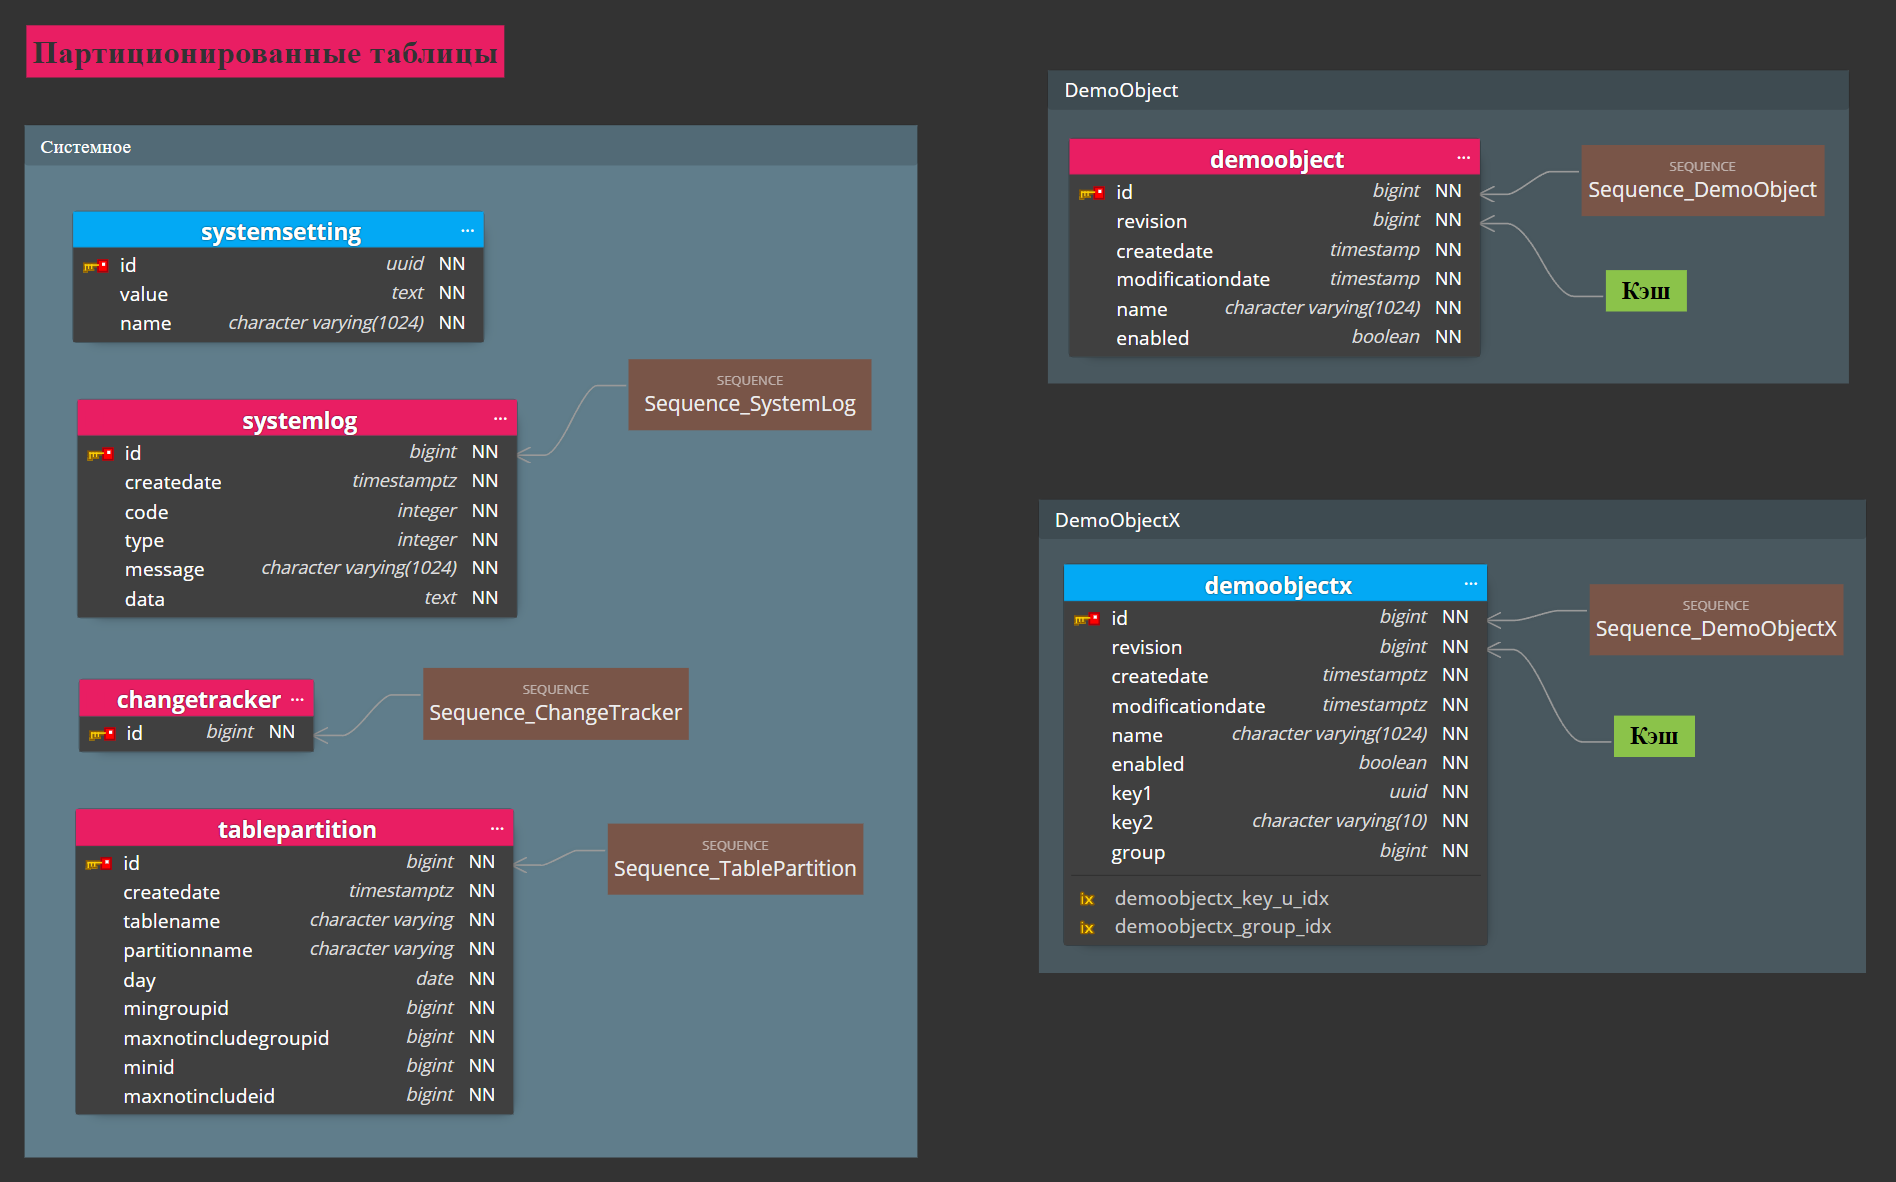 Партиционированные таблицы
Системное
systemsetting ...
id uuid NN
value text NN
name character varying(1024) NN
SEQUENCE
Sequence_SystemLog
systemlog ...
id bigint NN
createdate timestamptz NN
code integer NN
type integer NN
message character varying(1024) NN
data text NN
SEQUENCE
Sequence_ChangeTracker
changetracker ...
id bigint NN
SEQUENCE
Sequence_TablePartition
tablepartition ...
id bigint NN
createdate timestamptz NN
tablename character varying NN
partitionname character varying NN
day date NN
mingroupid bigint NN
maxnotincludegroupid bigint NN
minid bigint NN
maxnotincludeid bigint NN
DemoObject
demoobject ...
id bigint NN
revision bigint NN
createdate timestamp NN
modificationdate timestamp NN
name character varying(1024) NN
enabled boolean NN
SEQUENCE
Sequence_DemoObject
Кэш
DemoObjectX
demoobjectx ...
id bigint NN
revision bigint NN
createdate timestamptz NN
modificationdate timestamptz NN
name character varying(1024) NN
enabled boolean NN
key1 uuid NN
key2 character varying(10) NN
group bigint NN
ix demoobjectx_key_u_idx
ix demoobjectx_group_idx
SEQUENCE
Sequence_DemoObjectX
Кэш